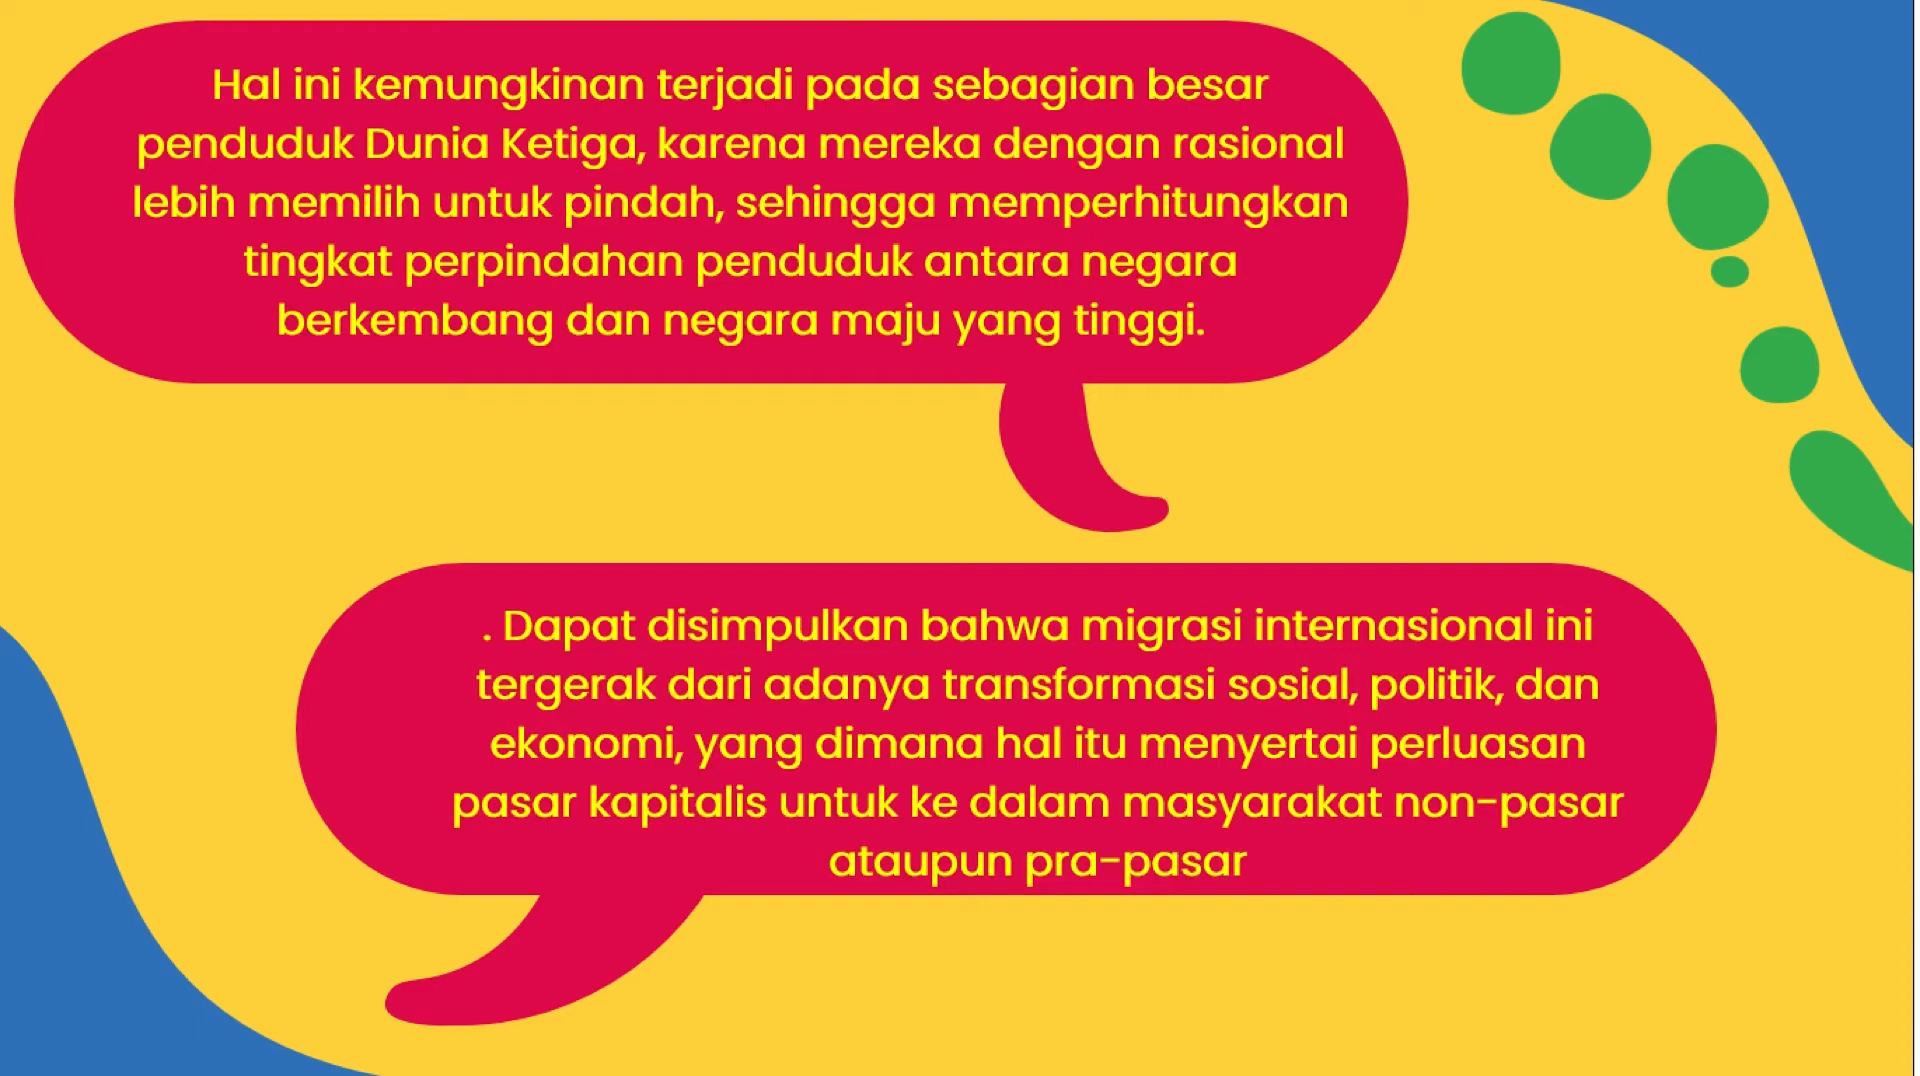 Hal ini kemungkinan terjadi pada sebagian besar
penduduk Dunia Ketiga, karena mereka dengan rasional
lebih memilih untuk pindah, sehingga memperhitungkan
tingkat perpindahan penduduk antara negara
berkembang dan negara maju yang tinggi.
. Dapat disimpulkan bahwa migrasi internasional ini
tergerak dari adanya transformasi sosial, politik, dan
ekonomi, yang dimana hal itu menyertai perluasan
pasar kapitalis untuk ke dalam masyarakat non-pasar
ataupun pra-pasar